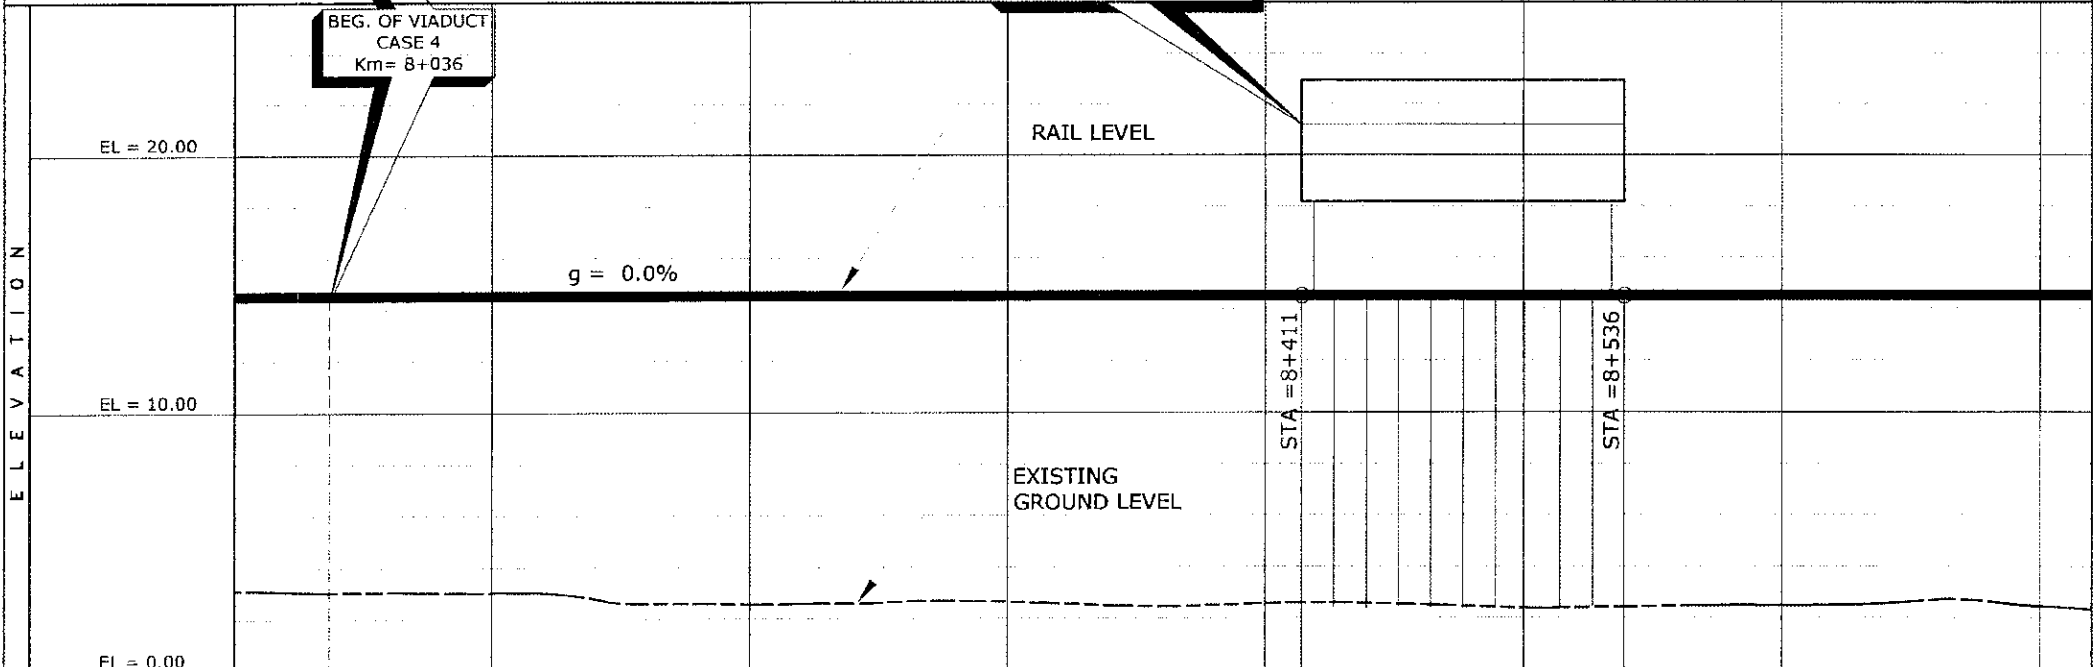 BEG. OF VIADUCT
CASE 4
Km= 8+036
EL = 20.00
RAIL LEVEL
g = 0.0%
ELEVATION
STA =8+411
STA =8+536
EL = 10.00
EXISTING
GROUND LEVEL
EL = 0.00